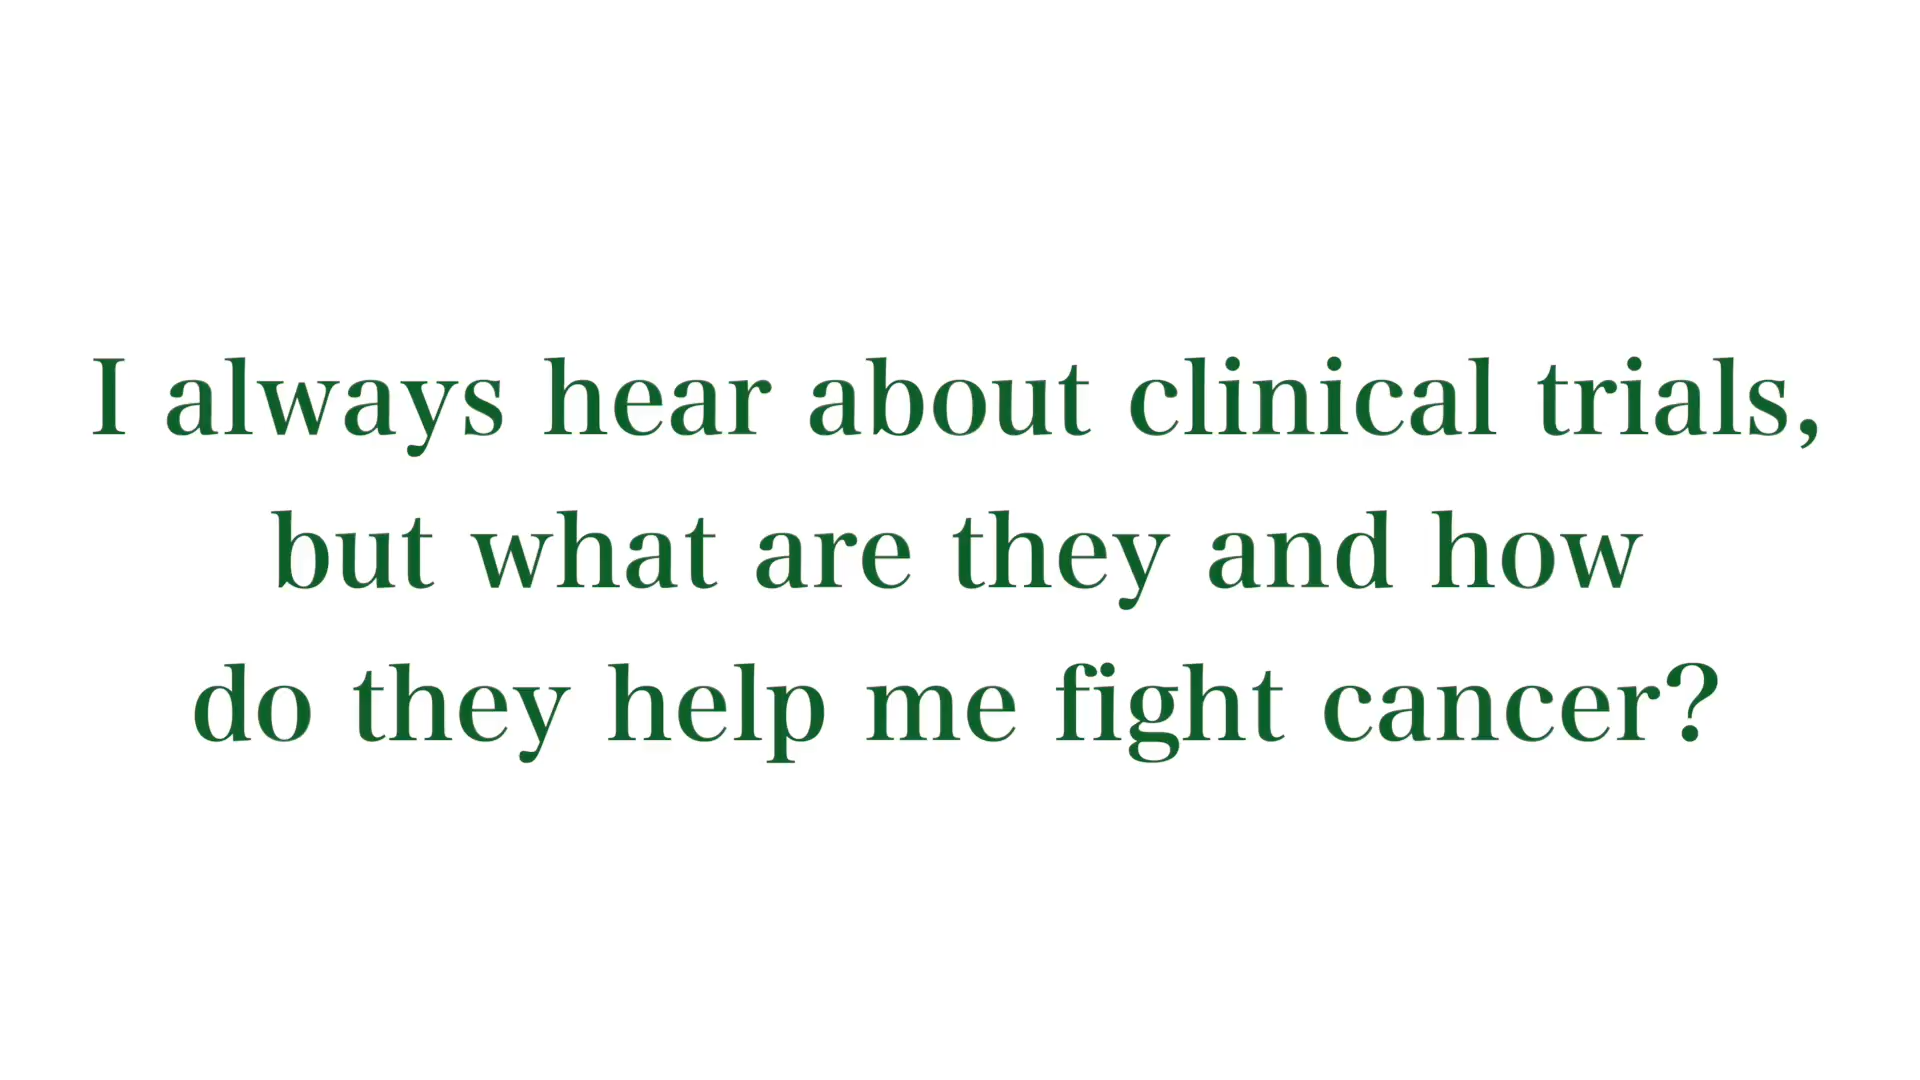 I always hear about clinical trials,
but what are they and how
do they help me fight cancer?